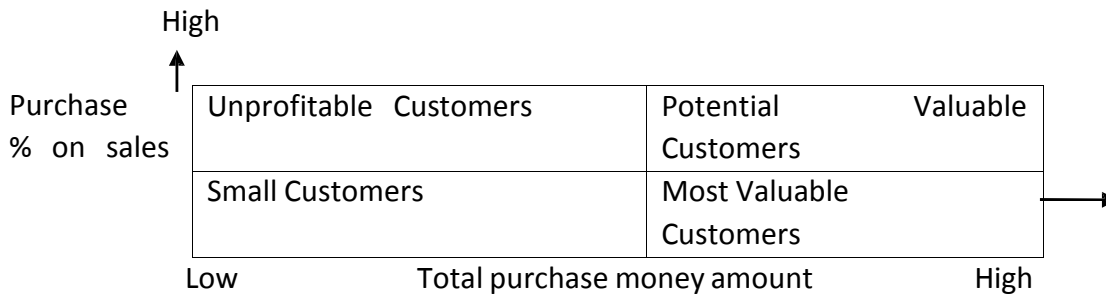 High
Purchase
% on sales
Unprofitable Customers
Potential Valuable
Customers
Small Customers
Most Valuable
Customers
Low Total purchase money amount High